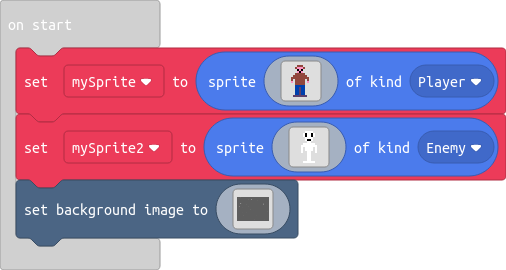 on start
set mySprite to sprite of kind Player
set mySprite2 to sprite of kind Enemy
set background image to